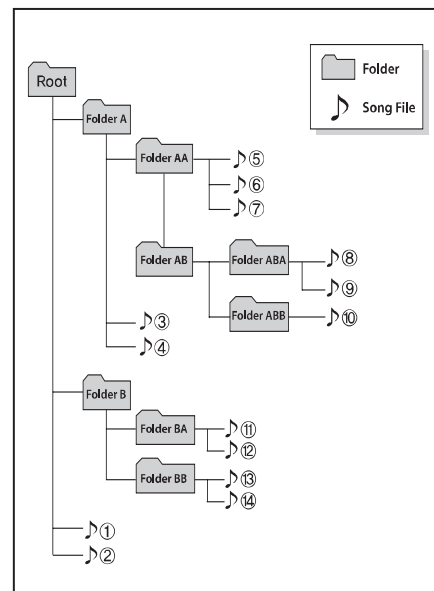 Root
Folder
Song File
Folder A
Folder AA
⑤
⑥
⑦
Folder AB
Folder ABA
⑧
⑨
Folder ABB
⑩
③
④
Folder B
Folder BA
⑪
⑫
Folder BB
⑬
⑭
①
②